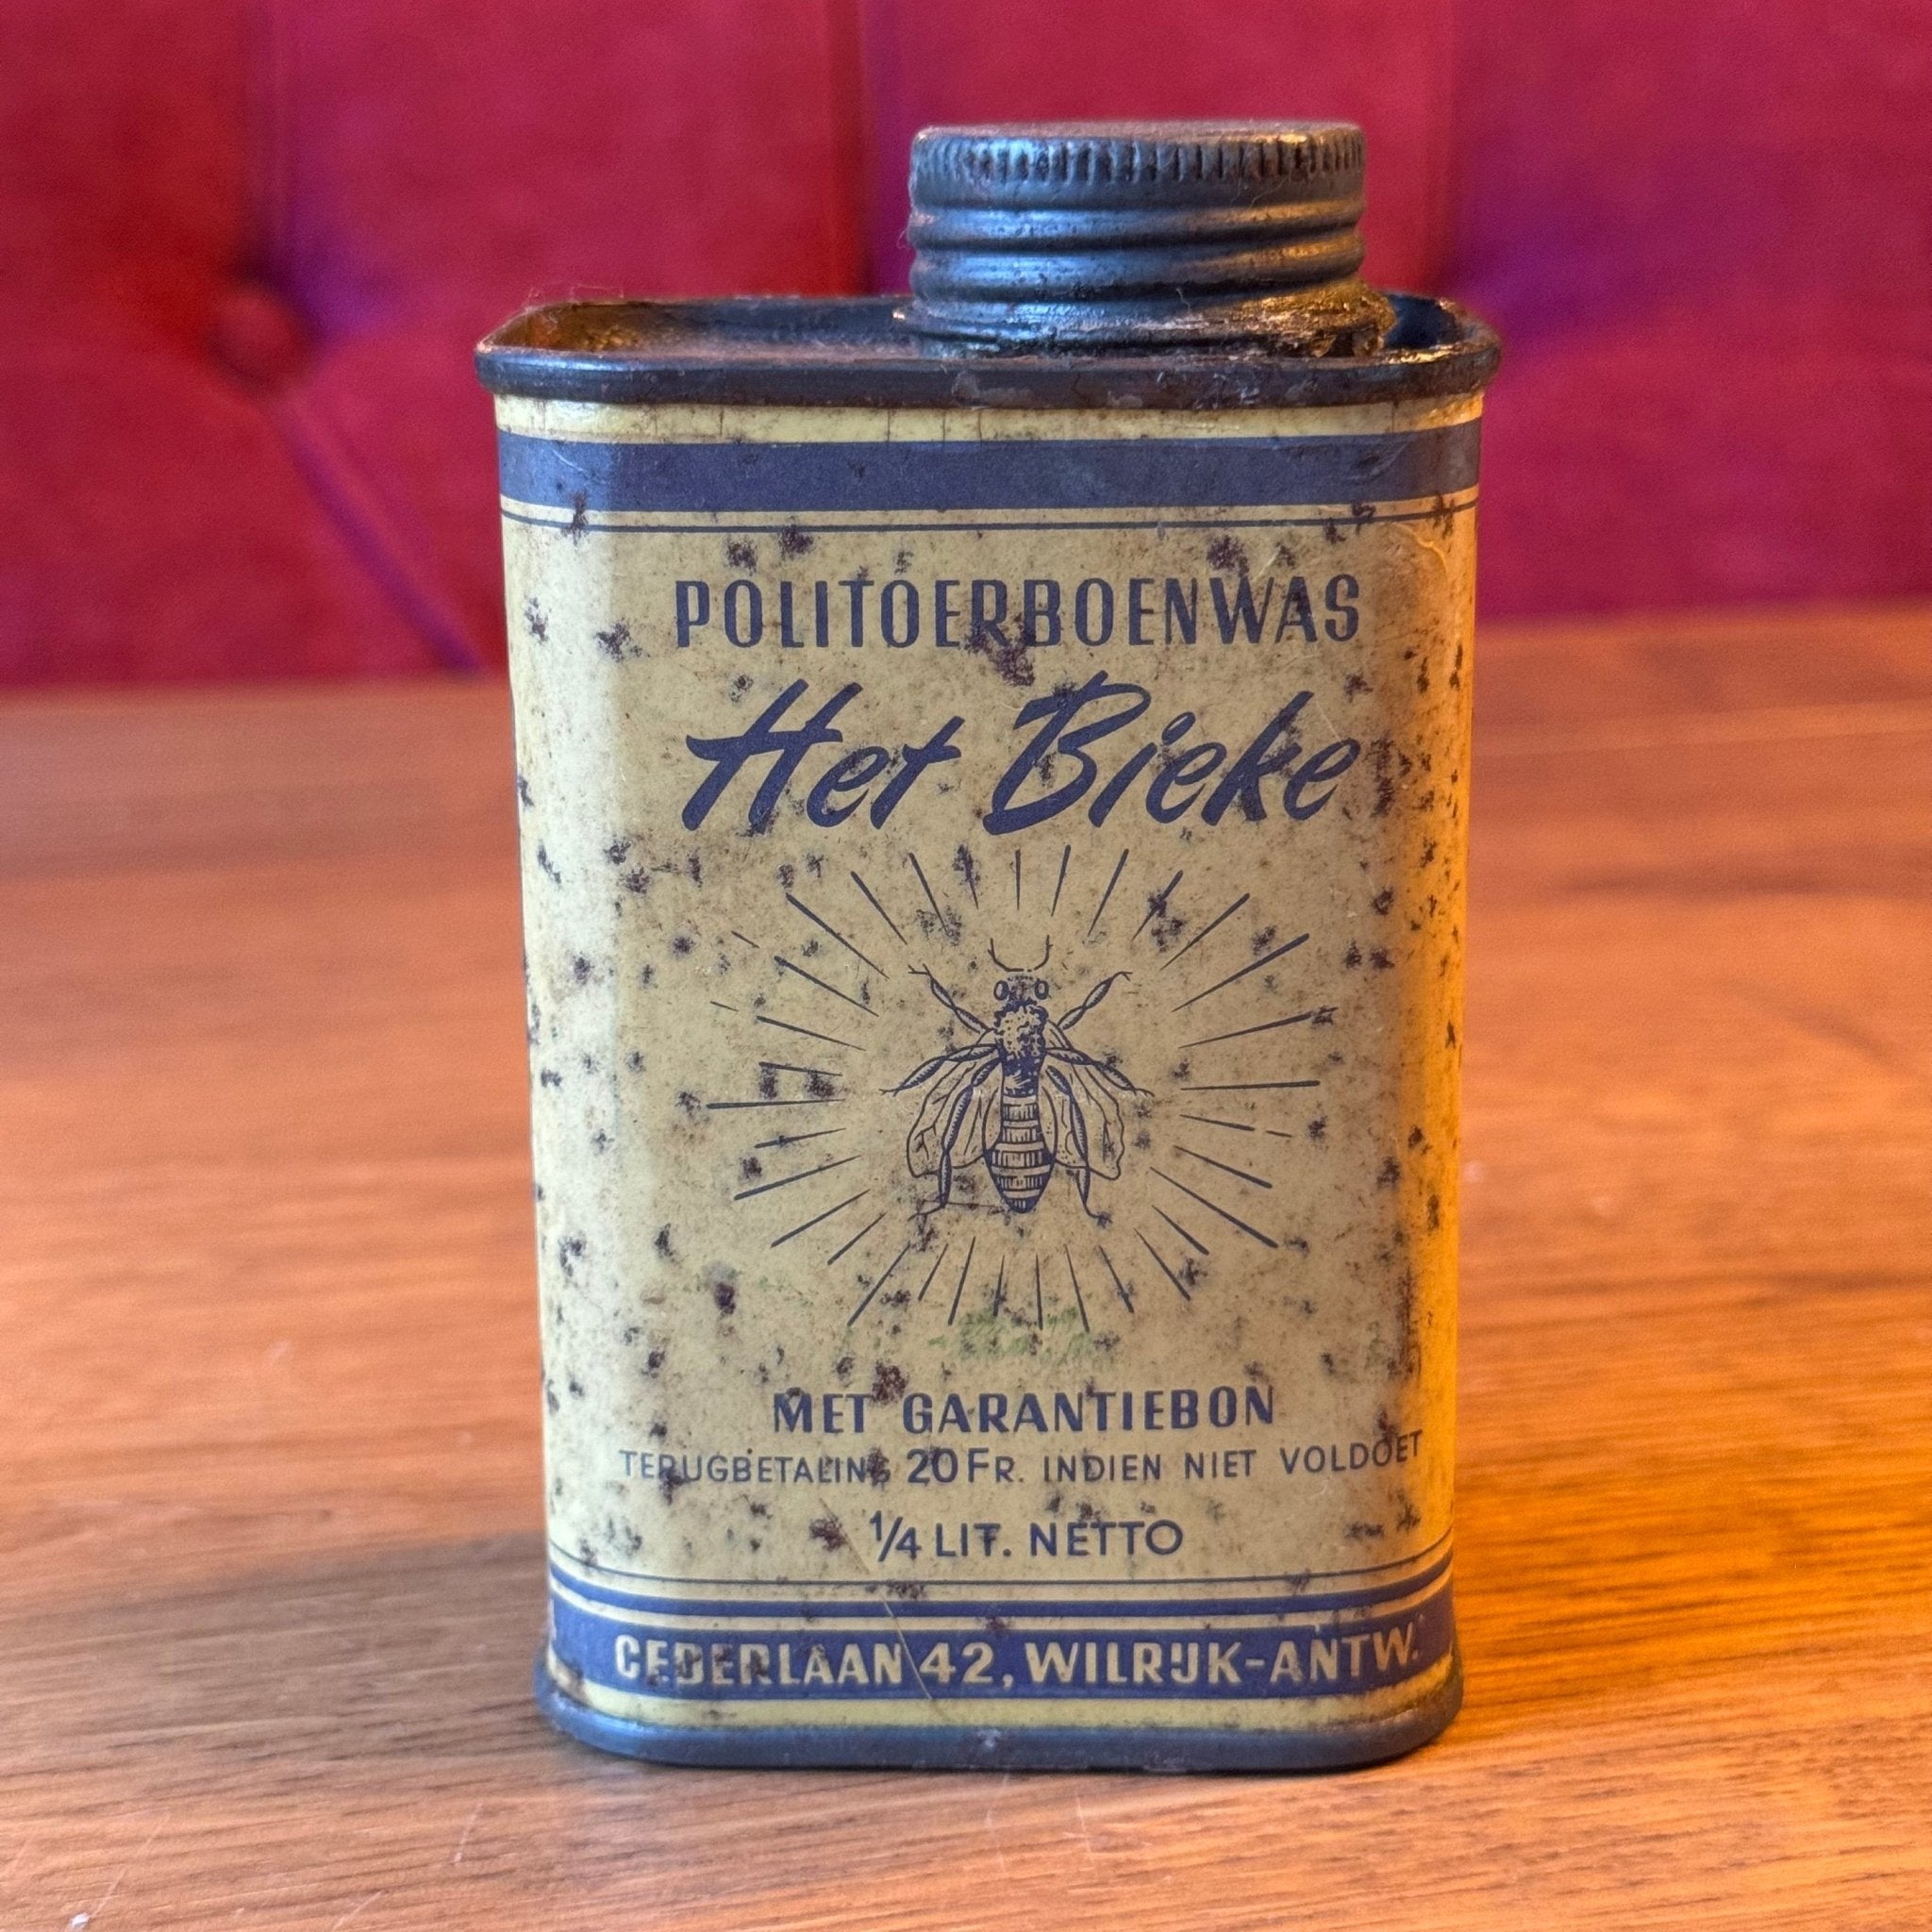 POLITOERBOENWAS
Het Bieke
MET GARANTIEBON
TERUGBETALING 20 FR. INDIEN NIET VOLDOET
1/4 LIT. NETTO
CEDERLAAN 42, WILRIJK-ANTW.